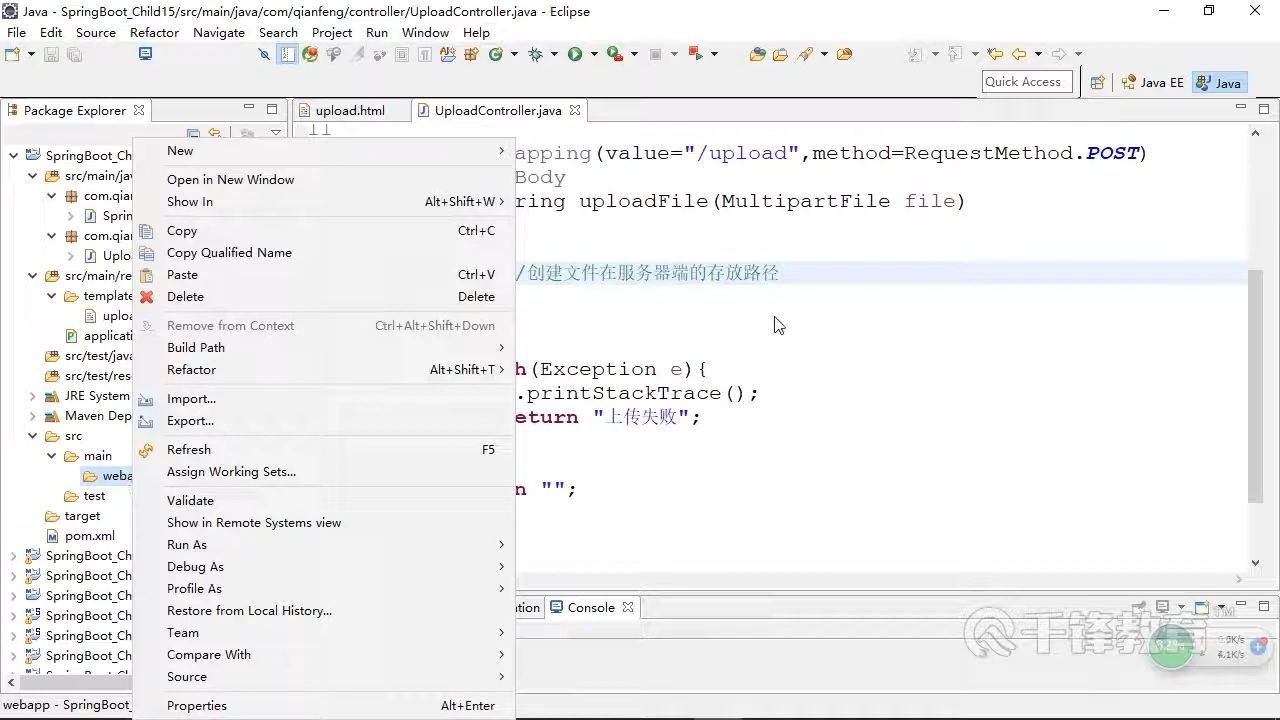 Java - SpringBoot_Child15/src/main/java/com/qianfeng/controller/UploadController.java - Eclipse
File Edit Source Refactor Navigate Search Project Run Window Help
Quick Access
Java EE
Java
Package Explorer
upload.html
UploadController.java
SpringBoot_Ch
src/main/jav
com.qian
Sprin
com.qian
Uplo
src/main/re
template
uploa
applicati
src/test/java
src/test/res
JRE System
Maven Dep
src
main
weba
test
target
pom.xml
SpringBoot_Ch
SpringBoot_Ch
SpringBoot_Ch
SpringBoot_Ch
SpringBoot_Ch
SpringBoot_Ch
New
Open in New Window
Show In Alt+Shift+W
Copy Ctrl+C
Copy Qualified Name
Paste Ctrl+V
Delete Delete
Remove from Context Ctrl+Alt+Shift+Down
Build Path
Refactor Alt+Shift+T
Import...
Export...
Refresh F5
Assign Working Sets...
Validate
Show in Remote Systems view
Run As
Debug As
Profile As
Restore from Local History...
Team
Compare With
Source
Properties Alt+Enter
apping(value="/upload",method=RequestMethod.POST)
Body
ring uploadFile(MultipartFile file)
/创建文件在服务器端的存放路径
h(Exception e){
.printStackTrace();
eturn "上传失败";
n "";
tion
Console
千锋教育
4.1K/s
webapp - SpringBoot_Ch